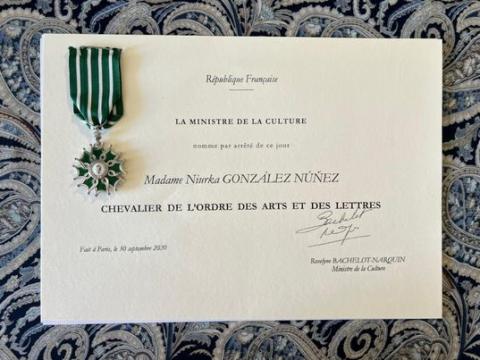 République Française
LA MINISTRE DE LA CULTURE
nomme par arrêté de ce jour
Madame Niurka GONZÁLEZ NÚÑEZ
CHEVALIER DE L'ORDRE DES ARTS ET DES LETTRES
Fait à Paris, le 30 septembre 2020
Roselyne BACHELOT-NARQUIN
Ministre de la Culture